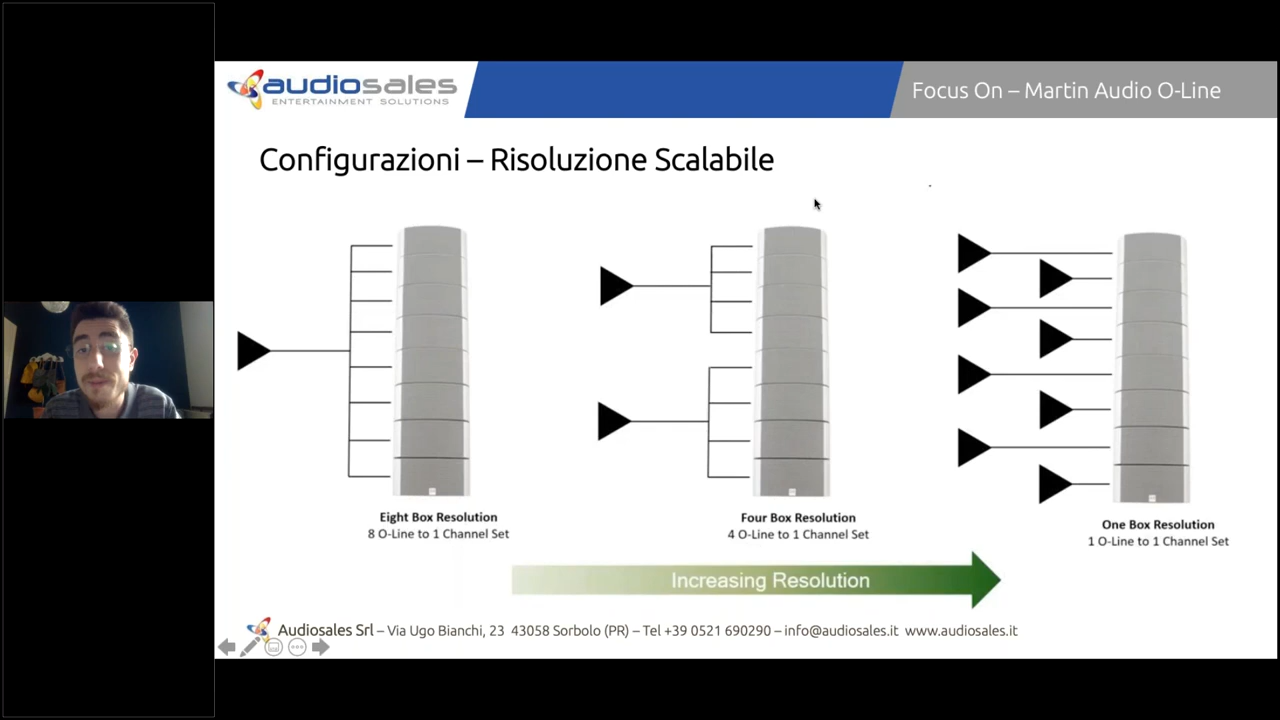 audiosales
ENTERTAINMENT SOLUTIONS
Focus On – Martin Audio O-Line
Configurazioni – Risoluzione Scalabile
Eight Box Resolution
8 O-Line to 1 Channel Set
Four Box Resolution
4 O-Line to 1 Channel Set
One Box Resolution
1 O-Line to 1 Channel Set
Increasing Resolution
Audiosales Srl – Via Ugo Bianchi, 23 43058 Sorbolo (PR) – Tel +39 0521 690290 – info@audiosales.it www.audiosales.it